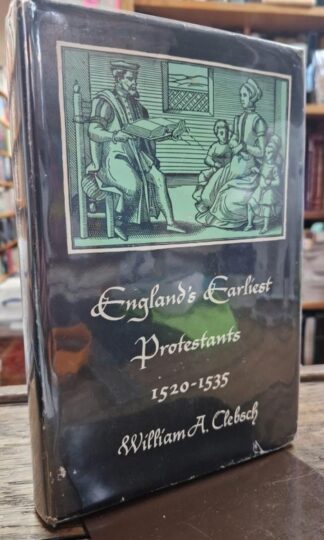 England's Earliest
Protestants
1520-1535
William A. Clebsch